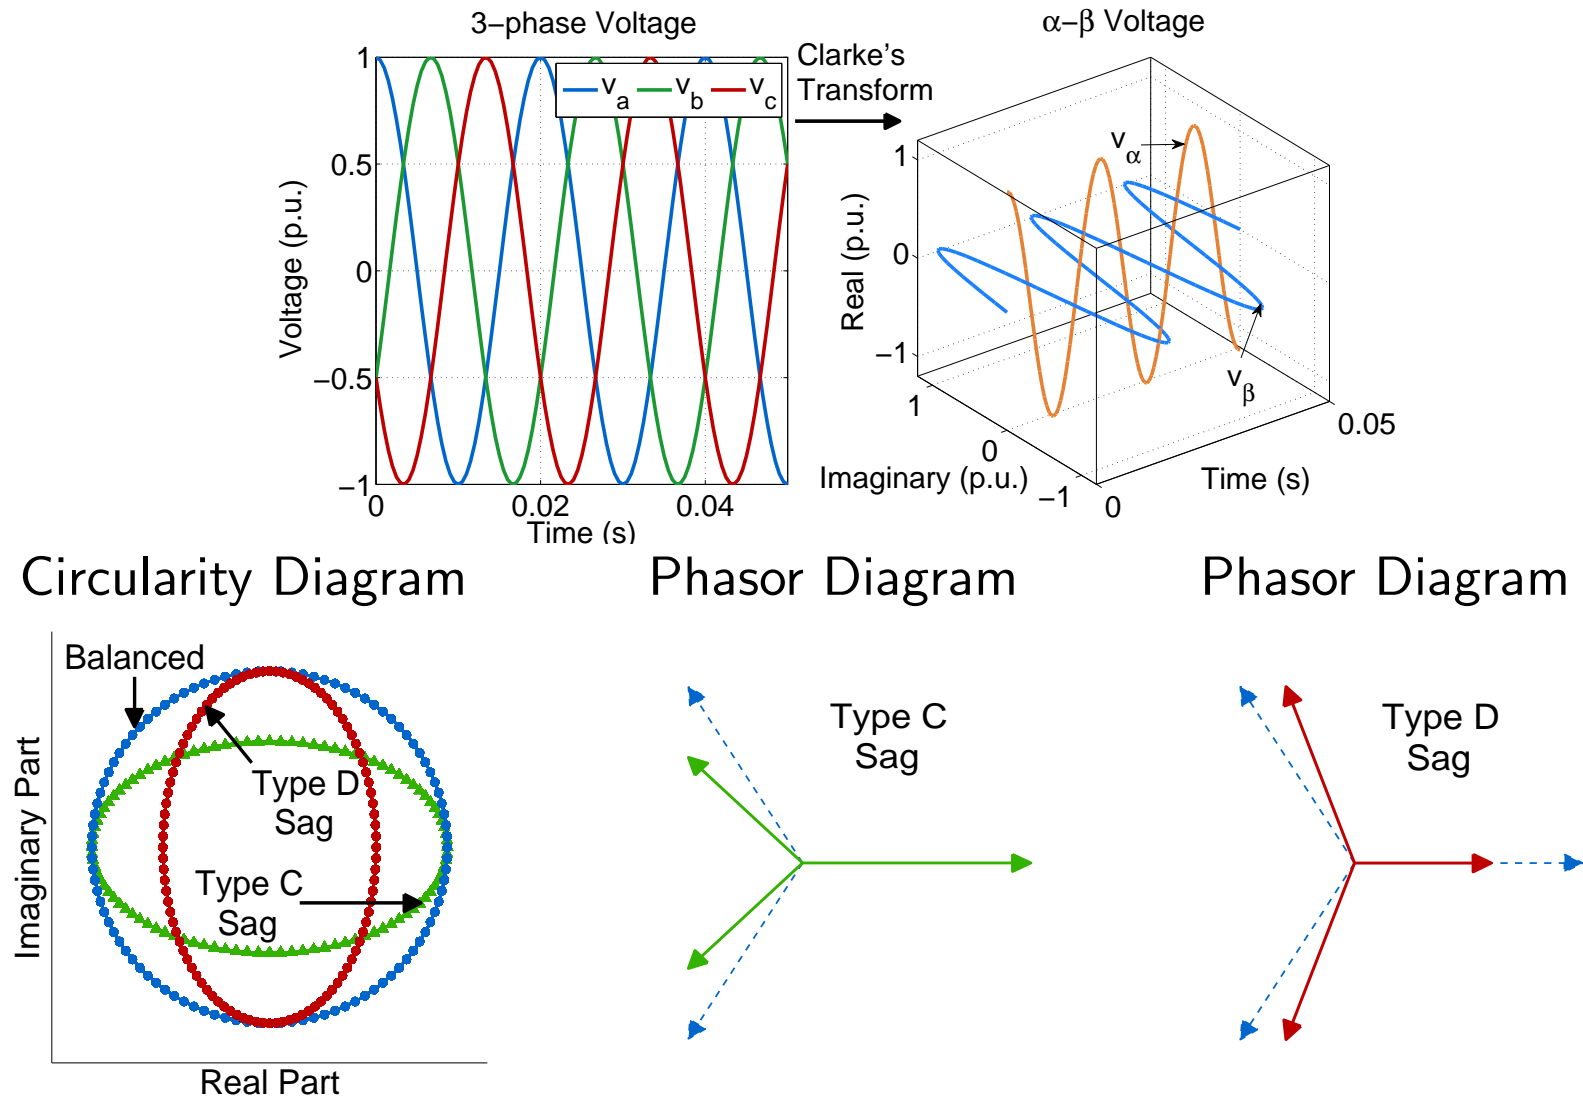 3−phase Voltage
1
0.5
0
−0.5
−1
Voltage (p.u.)
0
0.02
0.04
Time (s)
v_a
v_b
v_c
Clarke's
Transform
α−β Voltage
1
0
−1
Real (p.u.)
1
0
−1
Imaginary (p.u.)
0
0.05
Time (s)
v_α
v_β
Circularity Diagram
Phasor Diagram
Phasor Diagram
Balanced
Type D
Sag
Type C
Sag
Imaginary Part
Real Part
Type C
Sag
Type D
Sag